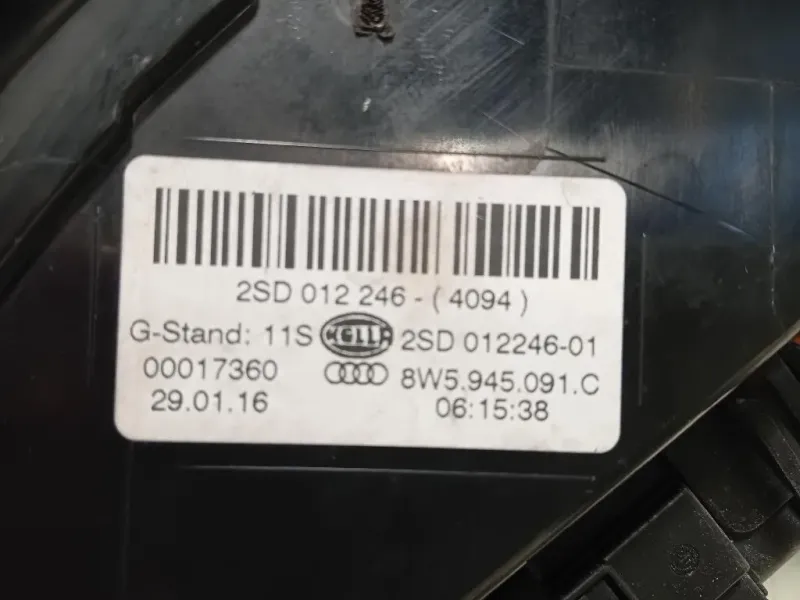 2SD 012 246 - ( 4094 )
G-Stand: 11S HELLA 2SD 012246-01
00017360 8W5.945.091.C
29.01.16 06:15:38